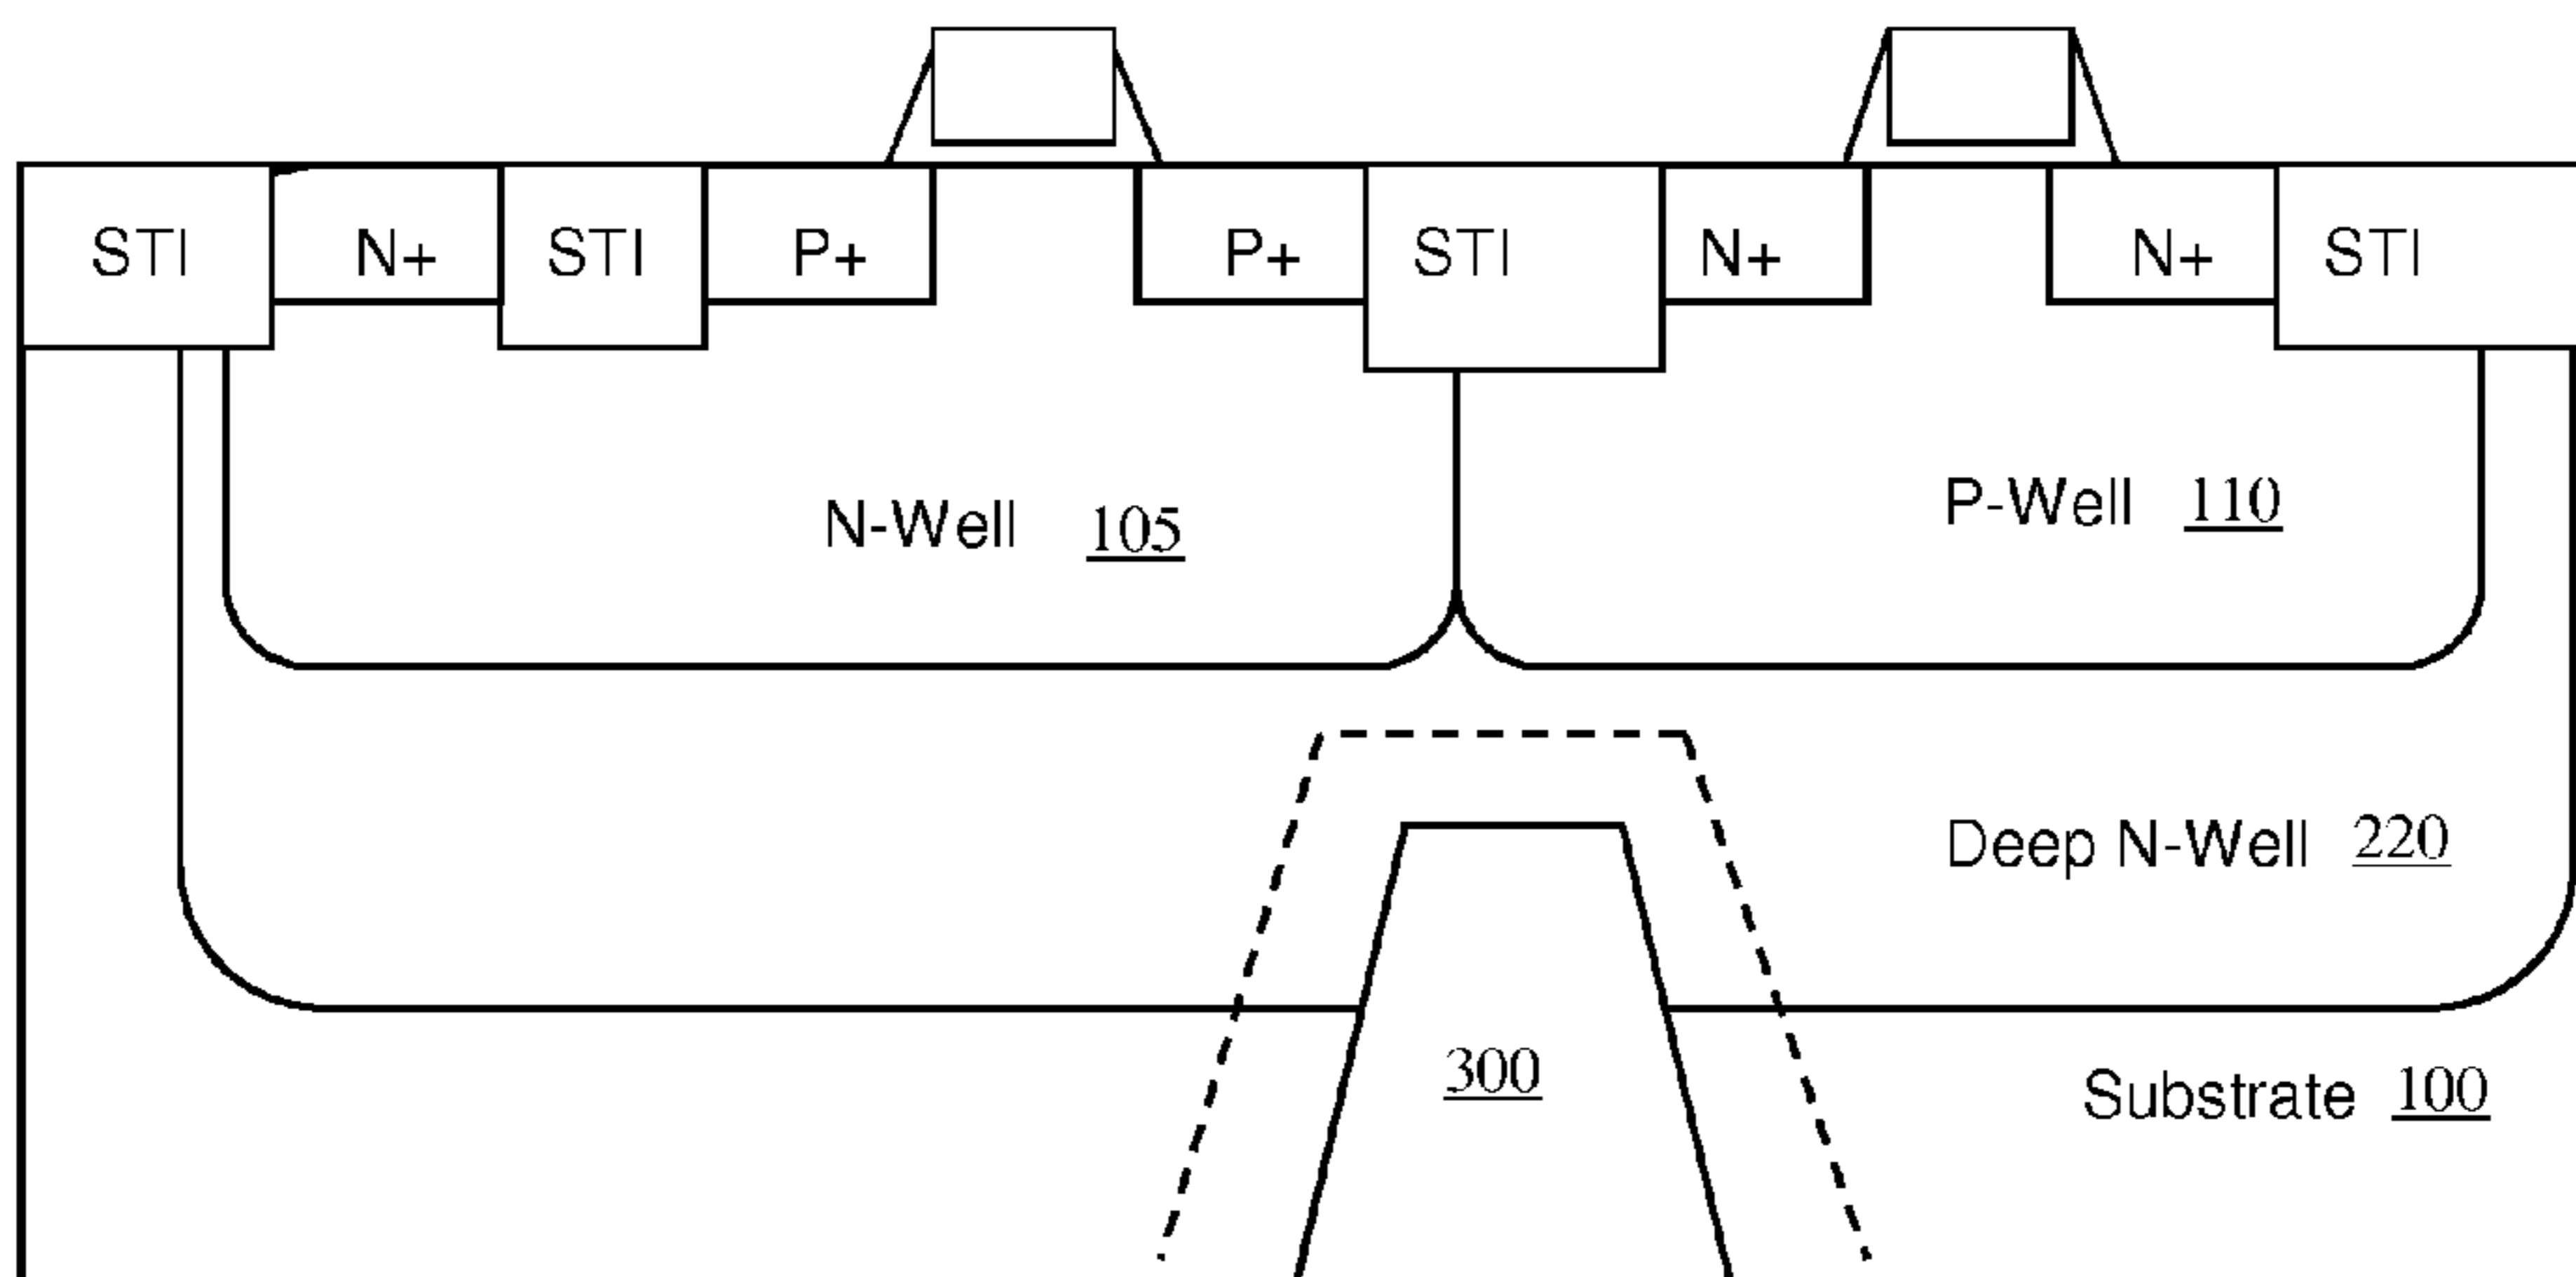 STI N+ STI P+ P+ STI N+ N+ STI
N-Well 105 P-Well 110
Deep N-Well 220
300 Substrate 100